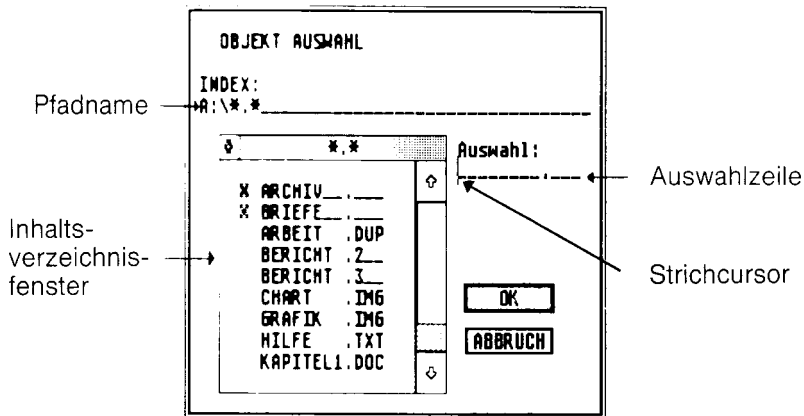 OBJEKT AUSWAHL
INDEX:
Pfadname
A:\*.*
*.*
Auswahl:
Auswahlzeile
X ARCHIV__.___
X BRIEFE__.___
ARBEIT .DUP
Inhalts-
verzeichnis-
fenster
BERICHT .2__
BERICHT .3__
Strichcursor
CHART .IMG
GRAFIK .IMG
HILFE .TXT
KAPITEL1.DOC
OK
ABBRUCH